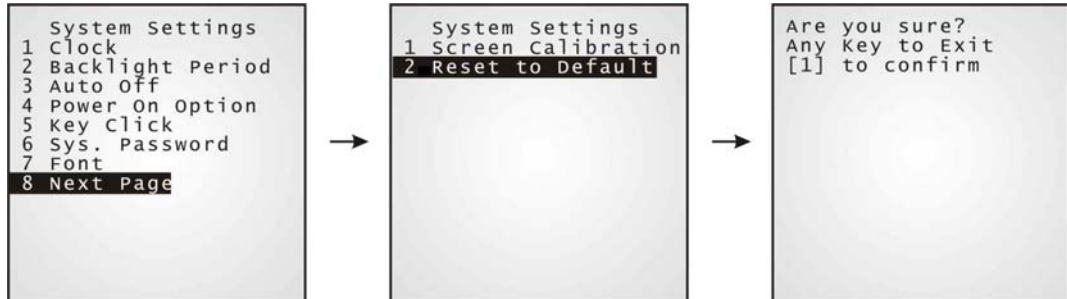 System Settings
1 Clock
2 Backlight Period
3 Auto Off
4 Power On Option
5 Key Click
6 Sys. Password
7 Font
8 Next Page
System Settings
1 Screen Calibration
2 Reset to Default
Are you sure?
Any Key to Exit
[1] to confirm